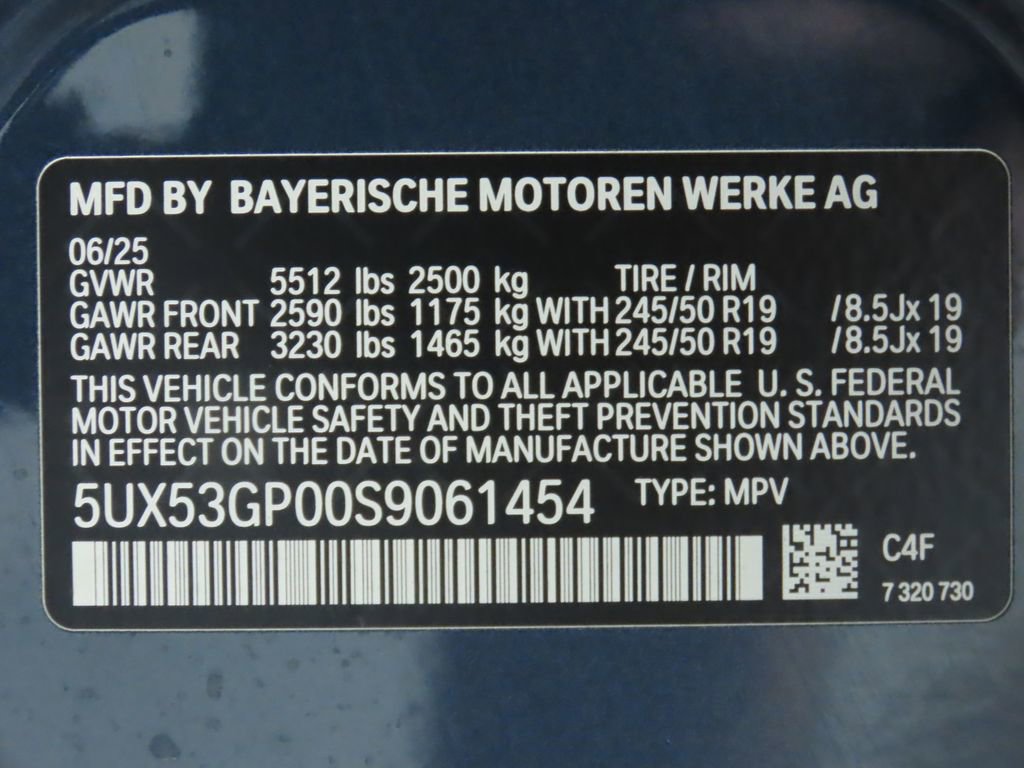 MFD BY BAYERISCHE MOTOREN WERKE AG
06/25
GVWR 5512 lbs 2500 kg TIRE / RIM
GAWR FRONT 2590 lbs 1175 kg WITH 245/50 R19 /8.5Jx 19
GAWR REAR 3230 lbs 1465 kg WITH 245/50 R19 /8.5Jx 19
THIS VEHICLE CONFORMS TO ALL APPLICABLE U. S. FEDERAL
MOTOR VEHICLE SAFETY AND THEFT PREVENTION STANDARDS
IN EFFECT ON THE DATE OF MANUFACTURE SHOWN ABOVE.
5UX53GP00S9061454 TYPE: MPV
C4F
7 320 730